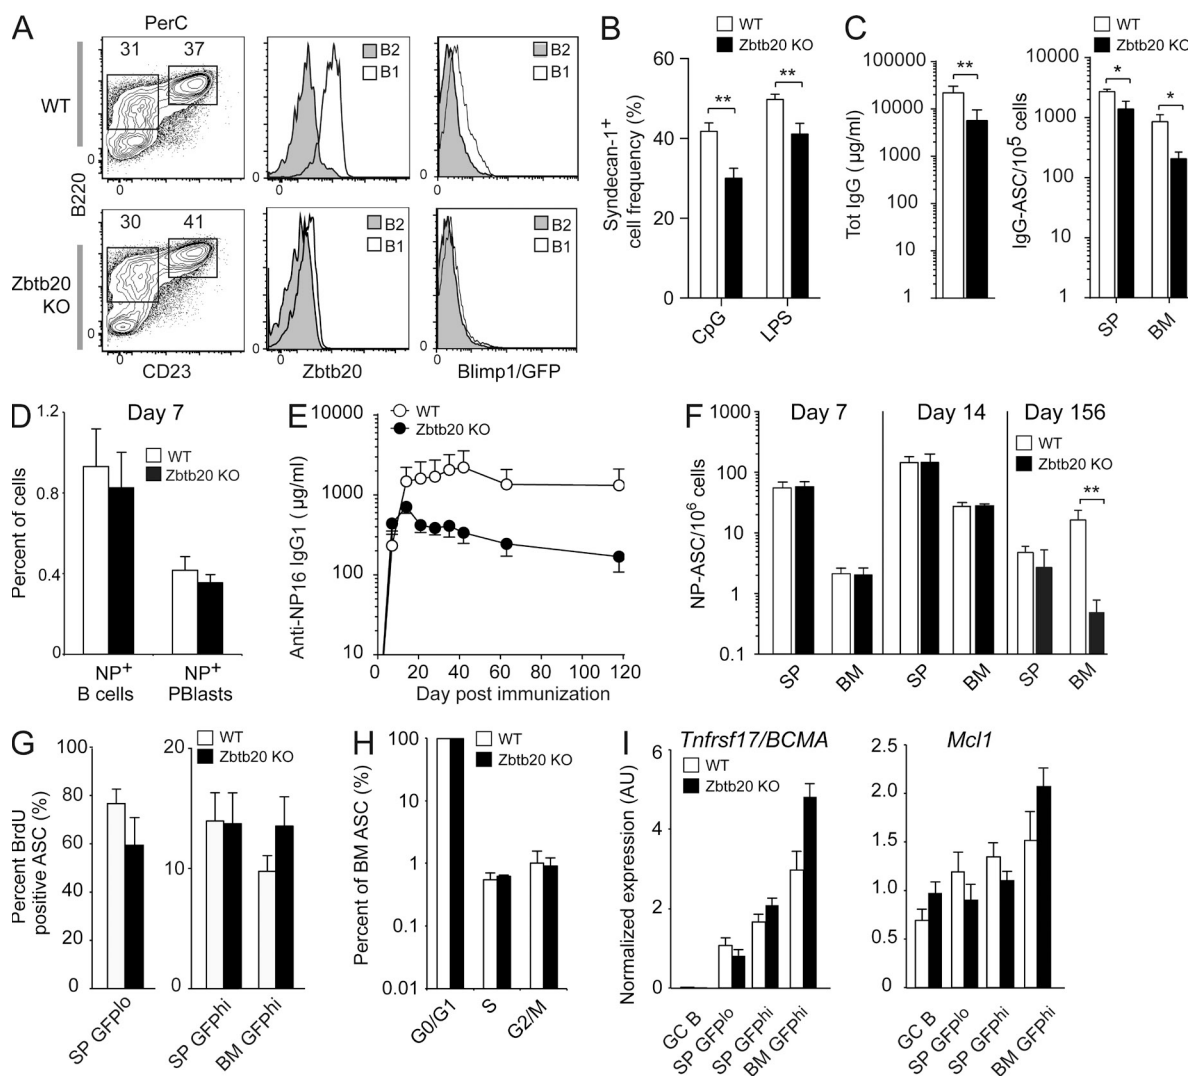 A
PerC
31 37
WT
0
0
B2
B1
B2
B1
B220
30 41
Zbtb20
KO
0
0
0
0
B2
B1
B2
B1
CD23
Zbtb20
Blimp1/GFP
B
WT
Zbtb20 KO
60
40
20
0
**
**
Syndecan-1+
cell frequency (%)
CpG
LPS
C
WT
Zbtb20 KO
100000
10000
1000
100
10
1
**
Tot IgG (µg/ml)
10000
1000
100
10
1
*
*
IgG-ASC/10^5 cells
SP
BM
D
Day 7
WT
Zbtb20 KO
1.2
0.8
0.4
0
Percent of cells
NP+
B cells
NP+
PBlasts
E
WT
Zbtb20 KO
10000
1000
100
10
Anti-NP16 IgG1 (µg/ml)
0 20 40 60 80 100 120
Day post immunization
F
Day 7
Day 14
Day 156
WT
Zbtb20 KO
**
1000
100
10
1
0.1
NP-ASC/10^6 cells
SP
BM
SP
BM
SP
BM
G
WT
Zbtb20 KO
100
80
60
40
20
0
20
10
0
Percent BrdU
positive ASC (%)
SP GFPlo
SP GFPhi
BM GFPhi
H
WT
Zbtb20 KO
100
10
1
0.1
0.01
Percent of BM ASC (%)
G0/G1
S
G2/M
I
Tnfrsf17/BCMA
WT
Zbtb20 KO
6
4
2
0
Normalized expression (AU)
GC B
SP GFPlo
SP GFPhi
BM GFPhi
Mcl1
2.5
2.0
1.5
1.0
0.5
0
GC B
SP GFPlo
SP GFPhi
BM GFPhi